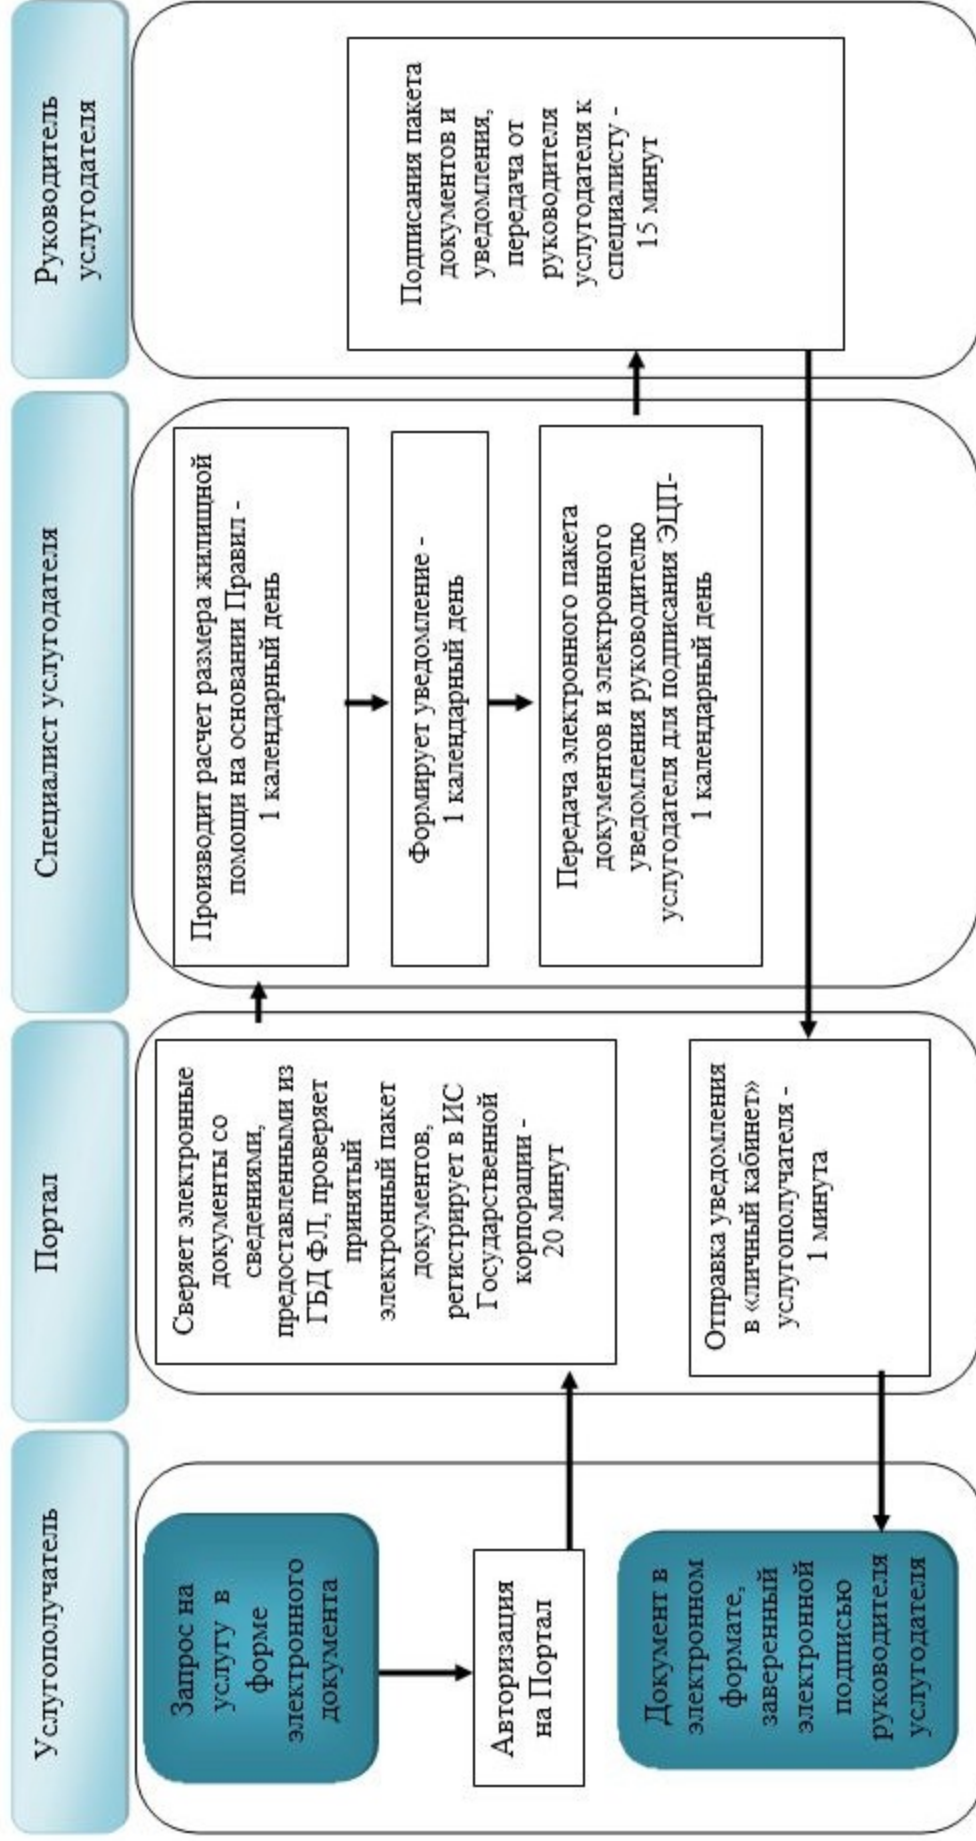 Услугополучатель
Запрос на
услугу в
форме
электронного
документа
Авторизация
на Портал
Документ в
электронном
формате,
заверенный
электронной
подписью
руководителя
услугодателя
Портал
Сверяет электронные
документы со
сведениями,
предоставленными из
ГБД ФЛ, проверяет
принятый
электронный пакет
документов,
регистрирует в ИС
Государственной
корпорации -
20 минут
Отправка уведомления
в «личный кабинет»
услугополучателя -
1 минута
Специалист услугодателя
Производит расчет размера жилищной
помощи на основании Правил -
1 календарный день
Формирует уведомление -
1 календарный день
Передача электронного пакета
документов и электронного
уведомления руководителю
услугодателя для подписания ЭЦП-
1 календарный день
Руководитель
услугодателя
Подписания пакета
документов и
уведомления,
передача от
руководителя
услугодателя к
специалисту -
15 минут